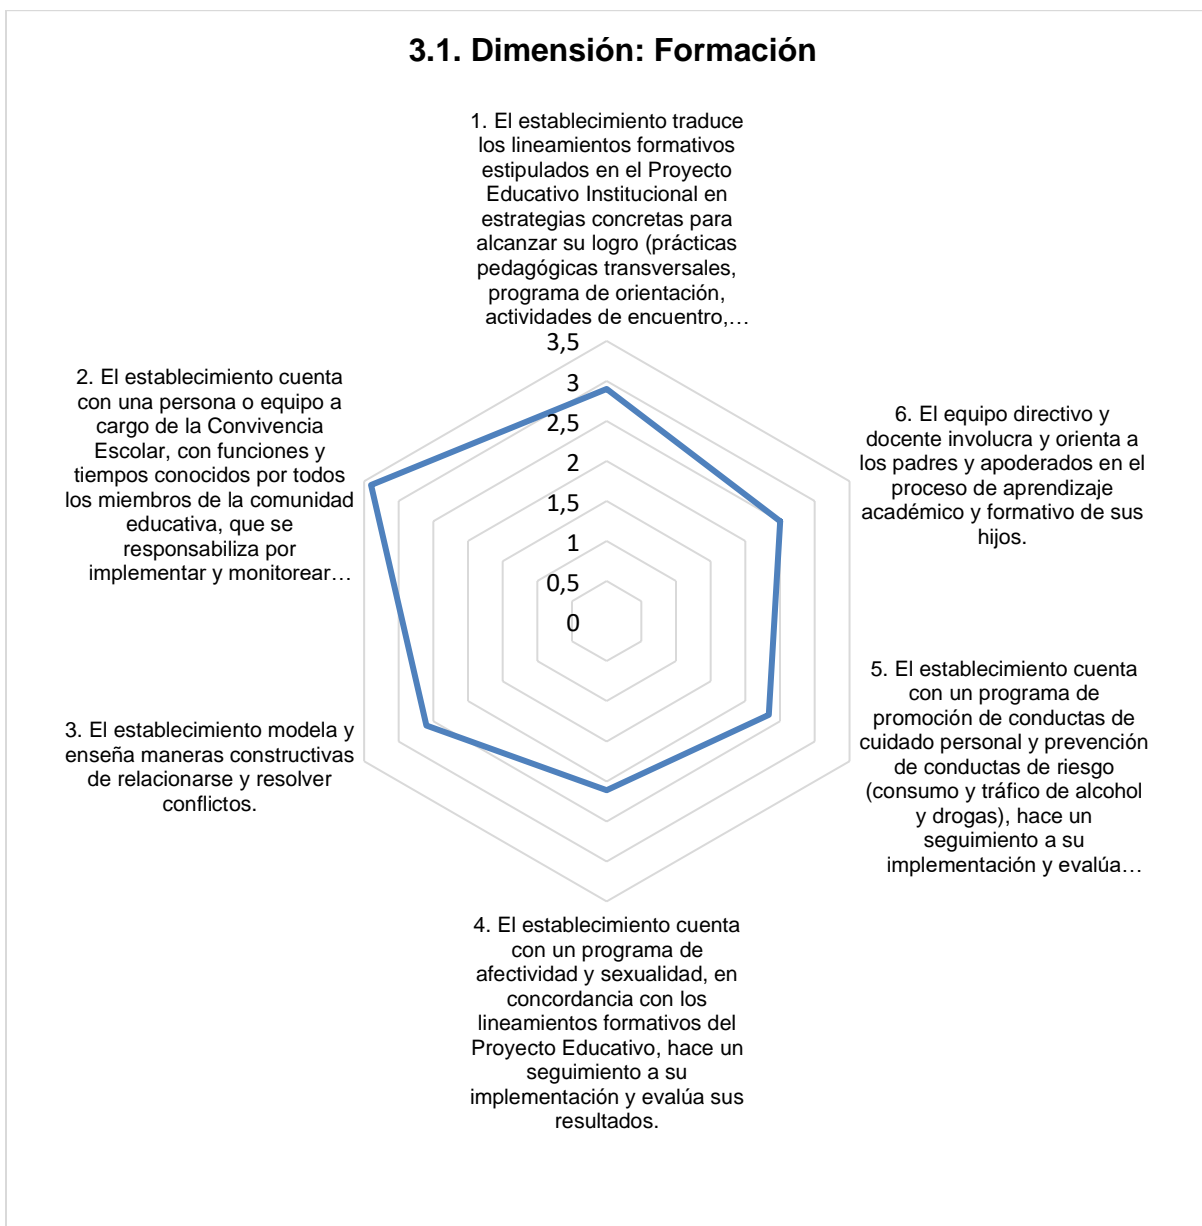 3.1. Dimensión: Formación
1. El establecimiento traduce
los lineamientos formativos
estipulados en el Proyecto
Educativo Institucional en
estrategias concretas para
alcanzar su logro (prácticas
pedagógicas transversales,
programa de orientación,
actividades de encuentro,…
3,5
3
2,5
2
1,5
1
0,5
0
2. El establecimiento cuenta
con una persona o equipo a
cargo de la Convivencia
Escolar, con funciones y
tiempos conocidos por todos
los miembros de la comunidad
educativa, que se
responsabiliza por
implementar y monitorear…
3. El establecimiento modela y
enseña maneras constructivas
de relacionarse y resolver
conflictos.
4. El establecimiento cuenta
con un programa de
afectividad y sexualidad, en
concordancia con los
lineamientos formativos del
Proyecto Educativo, hace un
seguimiento a su
implementación y evalúa sus
resultados.
5. El establecimiento cuenta
con un programa de
promoción de conductas de
cuidado personal y prevención
de conductas de riesgo
(consumo y tráfico de alcohol
y drogas), hace un
seguimiento a su
implementación y evalúa…
6. El equipo directivo y
docente involucra y orienta a
los padres y apoderados en el
proceso de aprendizaje
académico y formativo de sus
hijos.